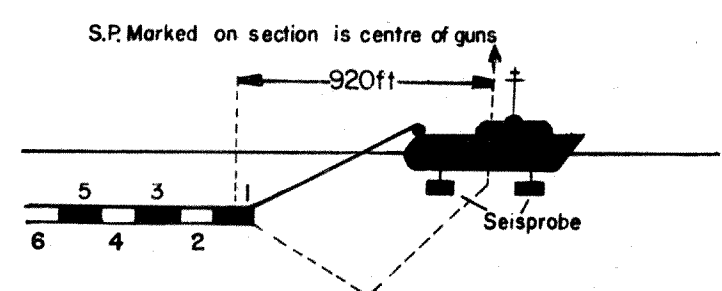 S.P. Marked on section is centre of guns
920ft
5 3 1
6 4 2
Seisprobe